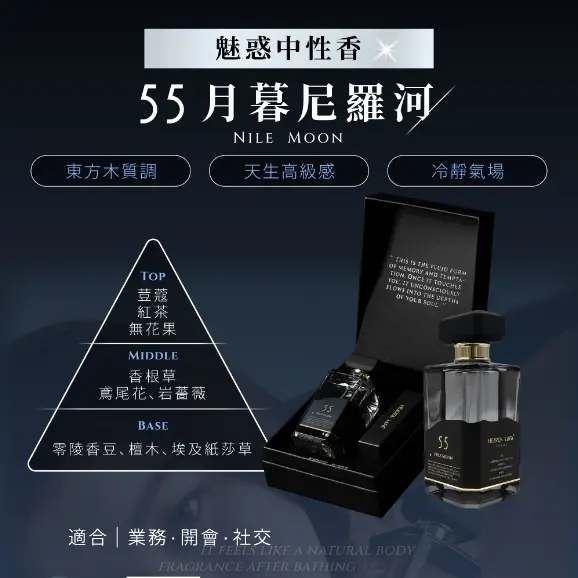 魅惑中性香
55 月暮尼羅河
NILE MOON
東方木質調
天生高級感
冷靜氣場
TOP
荳蔻
紅茶
無花果
MIDDLE
香根草
鳶尾花、岩薔薇
BASE
零陵香豆、檀木、埃及紙莎草
"THIS IS THE FLUID FORM
OF MEMORY AND TEMPTA-
TION. ONCE IT TOUCHES
YOU, IT UNCONSCIOUSLY
FLOWS INTO THE DEPTHS
OF YOUR SOUL."
55
NILE MOON
55
NILE MOON
適合｜業務·開會·社交
IT FEELS LIKE A NATURAL BODY
FRAGRANCE AFTER BATHING